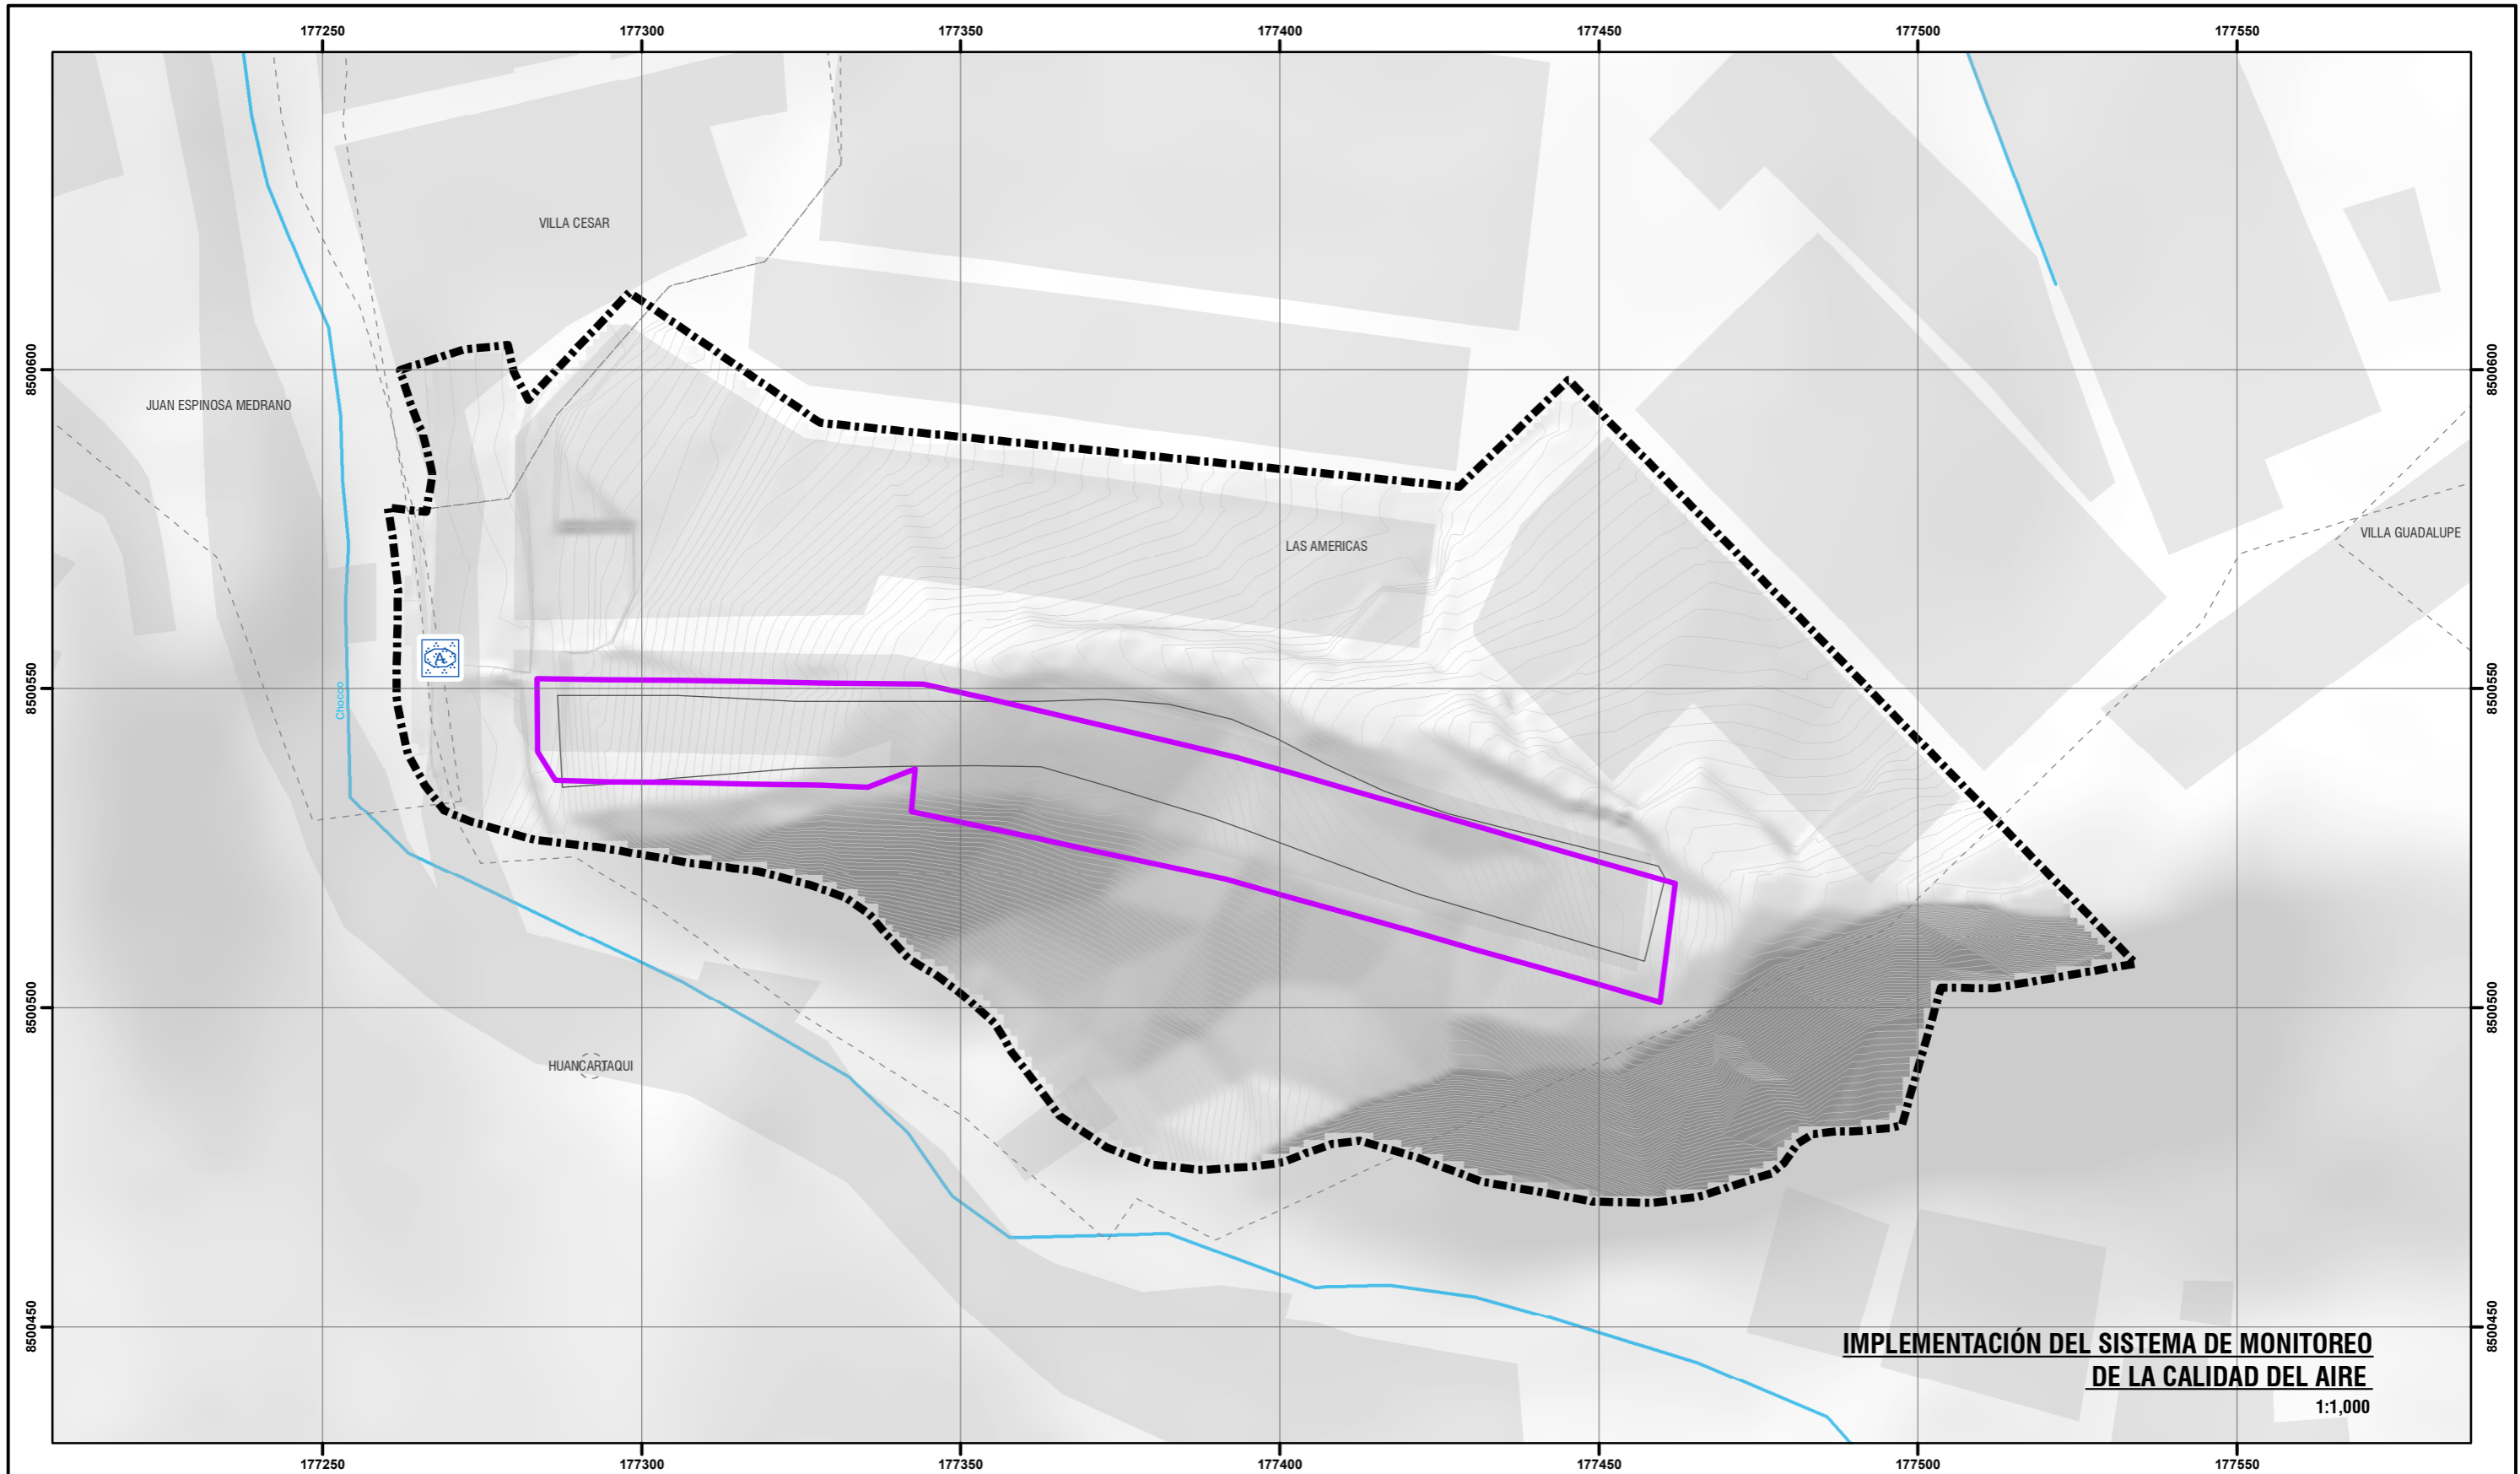 177250 177300 177350 177400 177450 177500 177550
VILLA CESAR
8500600 8500600
JUAN ESPINOSA MEDRANO
VILLA GUADALUPE
LAS AMERICAS
A
8500550 8500550
Chocco
8500500 8500500
HUANCARTAQUI
8500450 8500450
IMPLEMENTACIÓN DEL SISTEMA DE MONITOREO
DE LA CALIDAD DEL AIRE
1:1,000
177250 177300 177350 177400 177450 177500 177550